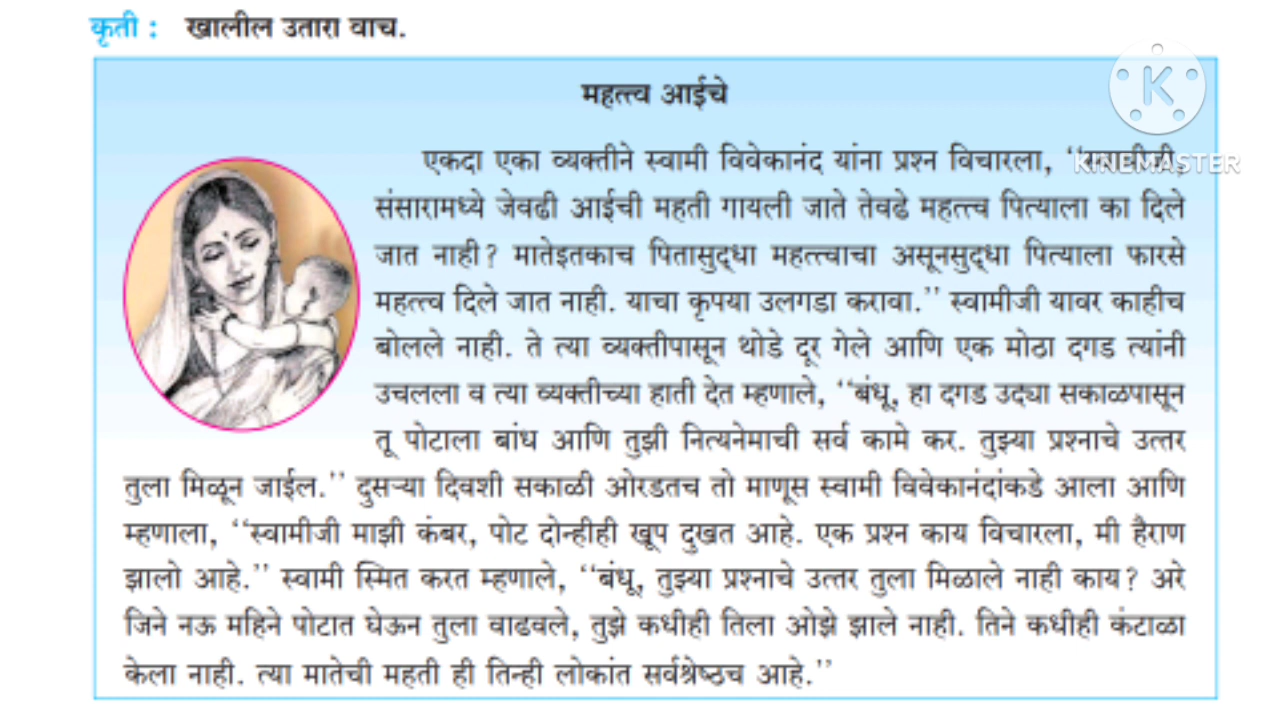 कृती : खालील उतारा वाच.
महत्त्व आईचे
एकदा एका व्यक्तीने स्वामी विवेकानंद यांना प्रश्न विचारला,
KINEMASTER
संसारामध्ये जेवढी आईची महती गायली जाते तेवढे महत्त्व पित्याला का दिले
जात नाही? मातेइतकाच पितासुद्धा महत्त्वाचा असूनसुद्धा पित्याला फारसे
महत्त्व दिले जात नाही. याचा कृपया उलगडा करावा.'' स्वामीजी यावर काहीच
बोलले नाही. ते त्या व्यक्तीपासून थोडे दूर गेले आणि एक मोठा दगड त्यांनी
उचलला व त्या व्यक्तीच्या हाती देत म्हणाले, ''बंधू, हा दगड उद्या सकाळपासून
तू पोटाला बांध आणि तुझी नित्यनेमाची सर्व कामे कर. तुझ्या प्रश्नाचे उत्तर
तुला मिळून जाईल.'' दुसऱ्या दिवशी सकाळी ओरडतच तो माणूस स्वामी विवेकानंदांकडे आला आणि
म्हणाला, ''स्वामीजी माझी कंबर, पोट दोन्हीही खूप दुखत आहे. एक प्रश्न काय विचारला, मी हैराण
झालो आहे.'' स्वामी स्मित करत म्हणाले, ''बंधू, तुझ्या प्रश्नाचे उत्तर तुला मिळाले नाही काय? अरे
जिने नऊ महिने पोटात घेऊन तुला वाढवले, तुझे कधीही तिला ओझे झाले नाही. तिने कधीही कंटाळा
केला नाही. त्या मातेची महती ही तिन्ही लोकांत सर्वश्रेष्ठच आहे.''